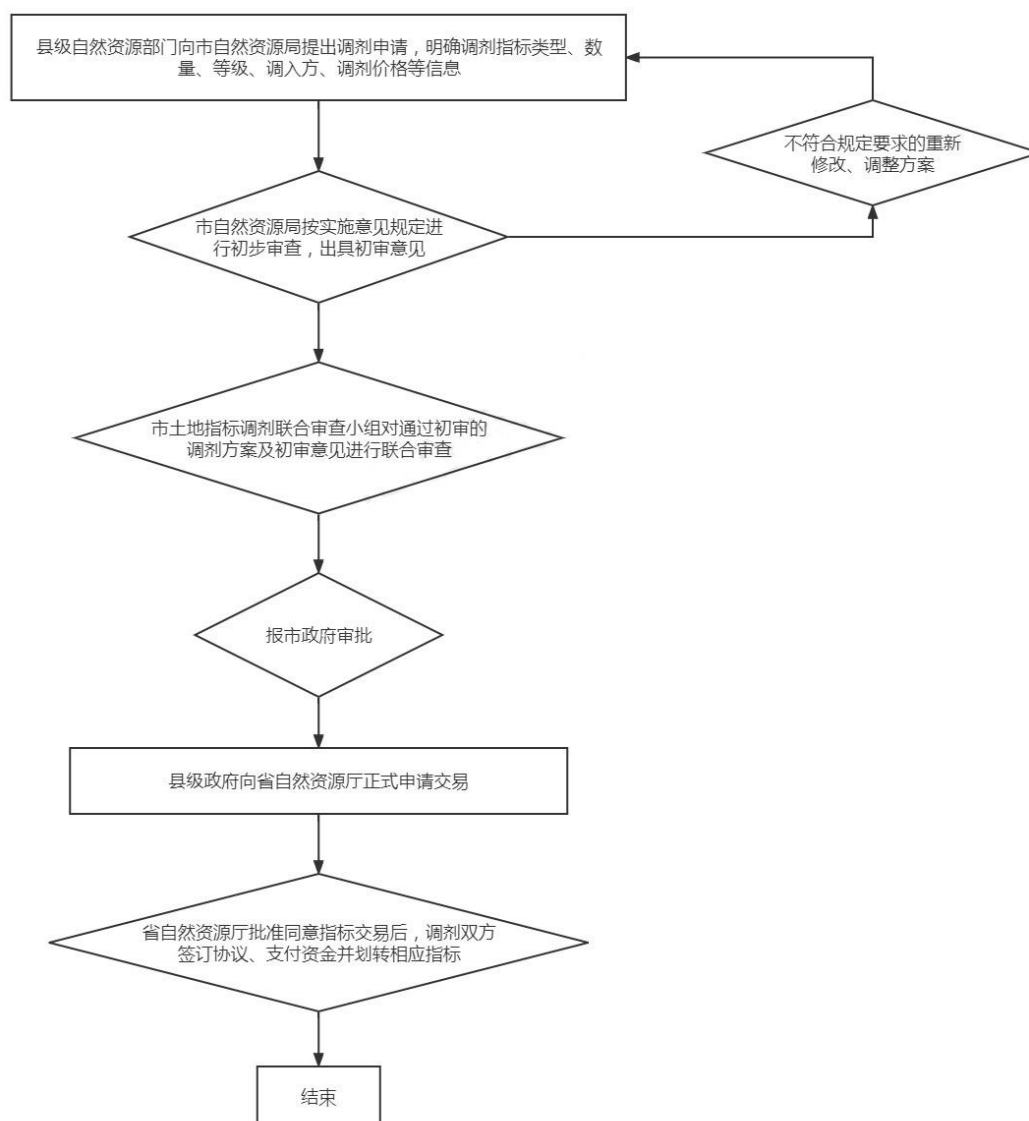 县级自然资源部门向市自然资源局提出调剂申请，明确调剂指标类型、数
量、等级、调入方、调剂价格等信息
不符合规定要求的重新
修改、调整方案
市自然资源局按实施意见规定进
行初步审查，出具初审意见
市土地指标调剂联合审查小组对通过初审的
调剂方案及初审意见进行联合审查
报市政府审批
县级政府向省自然资源厅正式申请交易
省自然资源厅批准同意指标交易后，调剂双方
签订协议、支付资金并划转相应指标
结束